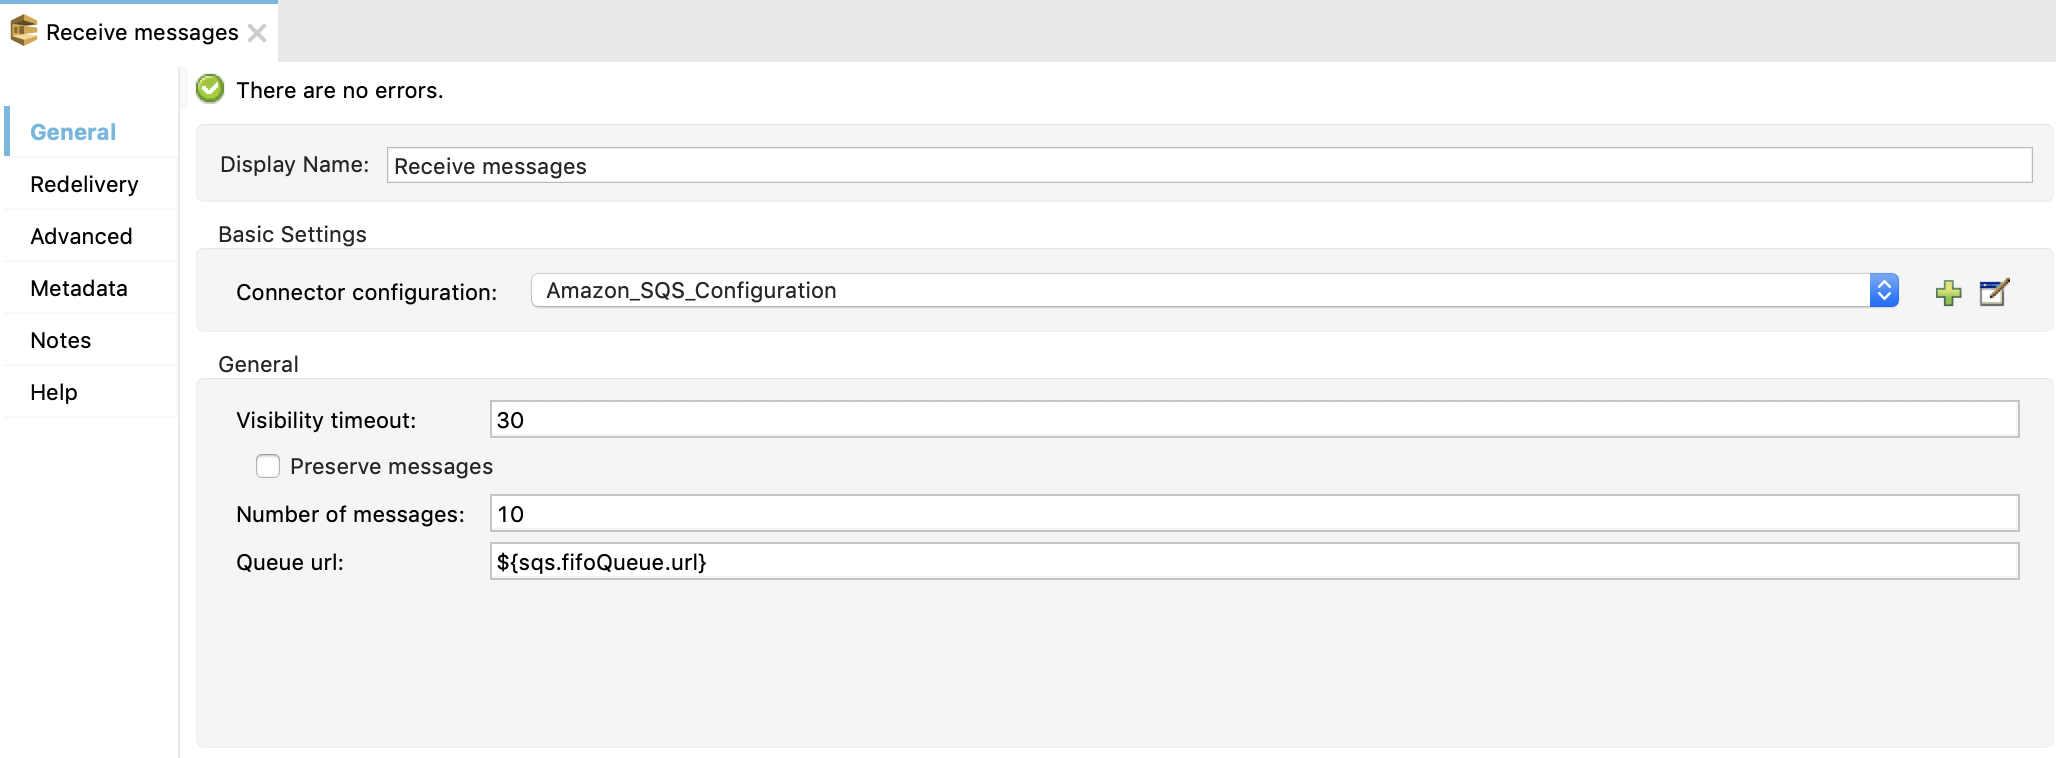 Receive messages
There are no errors.
General
Redelivery
Advanced
Metadata
Notes
Help
Display Name: Receive messages
Basic Settings
Connector configuration: Amazon_SQS_Configuration
General
Visibility timeout: 30
Preserve messages
Number of messages: 10
Queue url: ${sqs.fifoQueue.url}